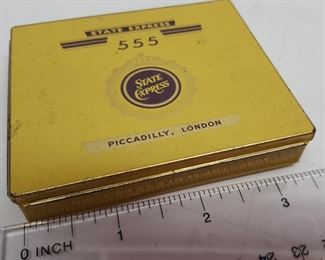 STATE EXPRESS
555
STATE
EXPRESS
PICCADILLY, LONDON
0 INCH 1 2 3